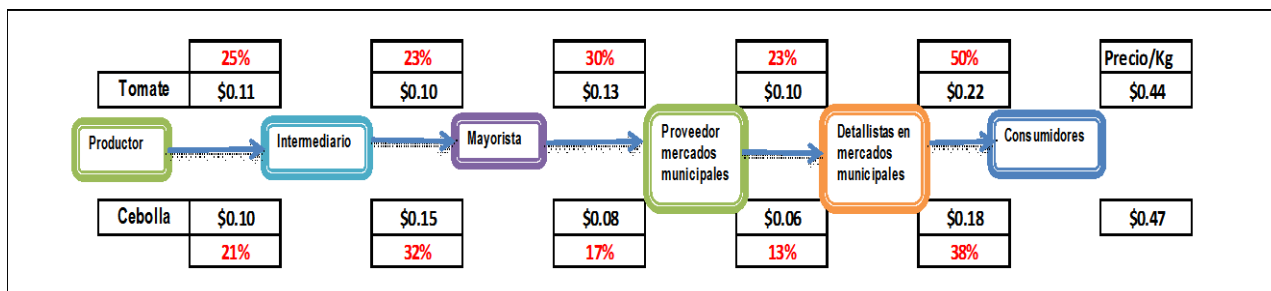 25% 23% 30% 23% 50% Precio/Kg
Tomate $0.11 $0.10 $0.13 $0.10 $0.22 $0.44
Productor
Intermediario
Mayorista
Proveedor
mercados
municipales
Detallistas en
mercados
municipales
Consumidores
Cebolla $0.10 $0.15 $0.08 $0.06 $0.18 $0.47
21% 32% 17% 13% 38%